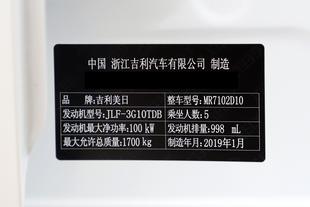 中国 浙江吉利汽车有限公司 制造
品 牌:吉利美日 整车型号:MR7102D10
发动机型号:JLF-3G10TDB 乘坐人数:5
发动机最大净功率:100 kW 发动机排量:998 mL
最大允许总质量:1700 kg 制造年月:2019年1月